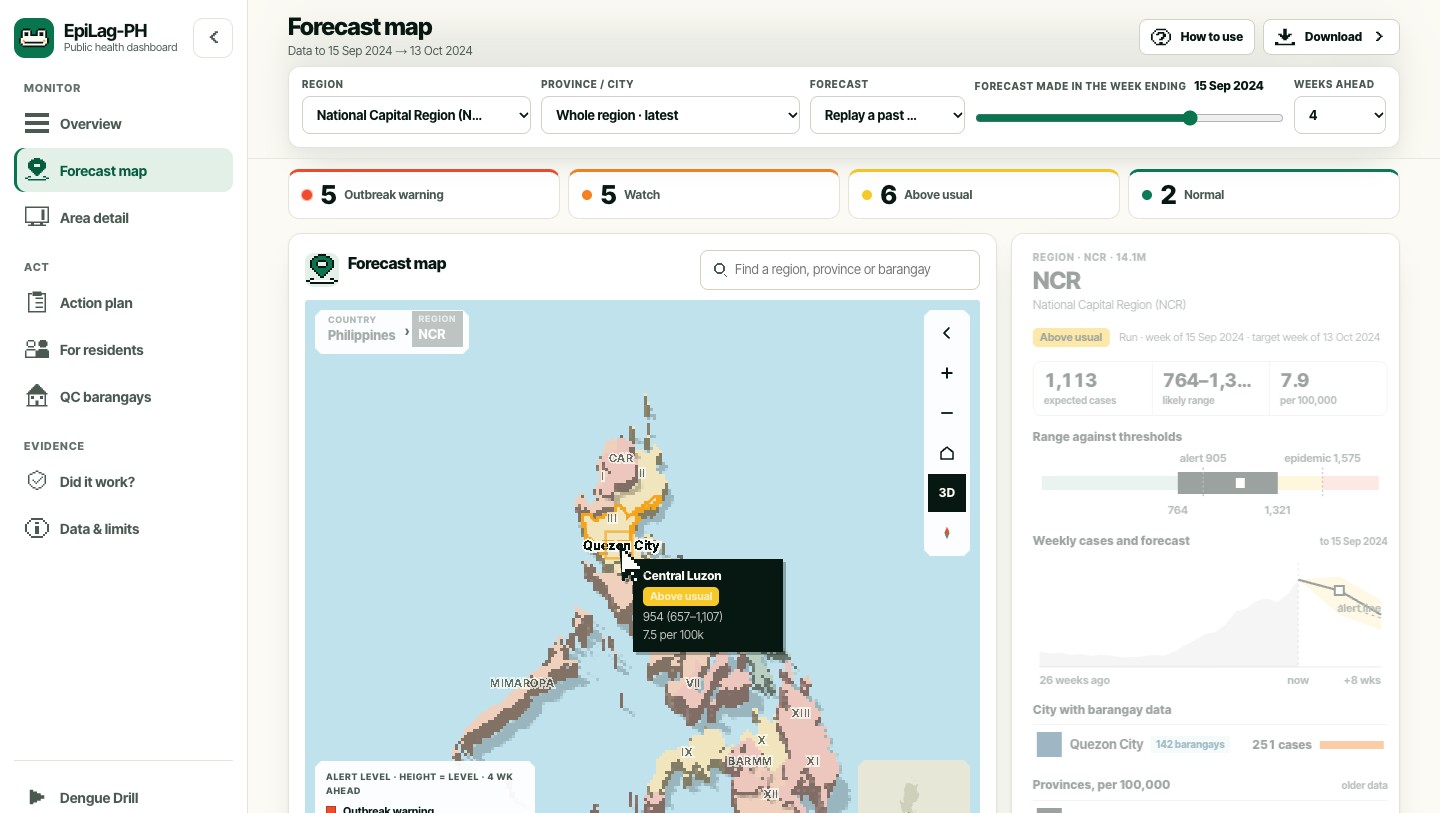 EpiLag-PH
Public health dashboard
MONITOR
Overview
Forecast map
Area detail
ACT
Action plan
For residents
QC barangays
EVIDENCE
Did it work?
Data & limits
Dengue Drill
Forecast map
Data to 15 Sep 2024 → 13 Oct 2024
How to use
Download
REGION
National Capital Region (N...
PROVINCE / CITY
Whole region · latest
FORECAST
Replay a past ...
FORECAST MADE IN THE WEEK ENDING 15 Sep 2024
WEEKS AHEAD
4
5 Outbreak warning
5 Watch
6 Above usual
2 Normal
Forecast map
Find a region, province or barangay
COUNTRY
Philippines
›
REGION
NCR
3D
CAR
I
II
III
Quezon City
Central Luzon
Above usual
954 (657–1,107)
7.5 per 100k
MIMAROPA
VII
XIII
IX
X
BARMM
XI
XII
ALERT LEVEL · HEIGHT = LEVEL · 4 WK
AHEAD
Outbreak warning
REGION · NCR · 14.1M
NCR
National Capital Region (NCR)
Above usual
Run · week of 15 Sep 2024 · target week of 13 Oct 2024
1,113
expected cases
764–1,3...
likely range
7.9
per 100,000
Range against thresholds
alert 905
epidemic 1,575
764
1,321
Weekly cases and forecast
to 15 Sep 2024
alert line
26 weeks ago
now
+8 wks
City with barangay data
Quezon City
142 barangays
251 cases
Provinces, per 100,000
older data